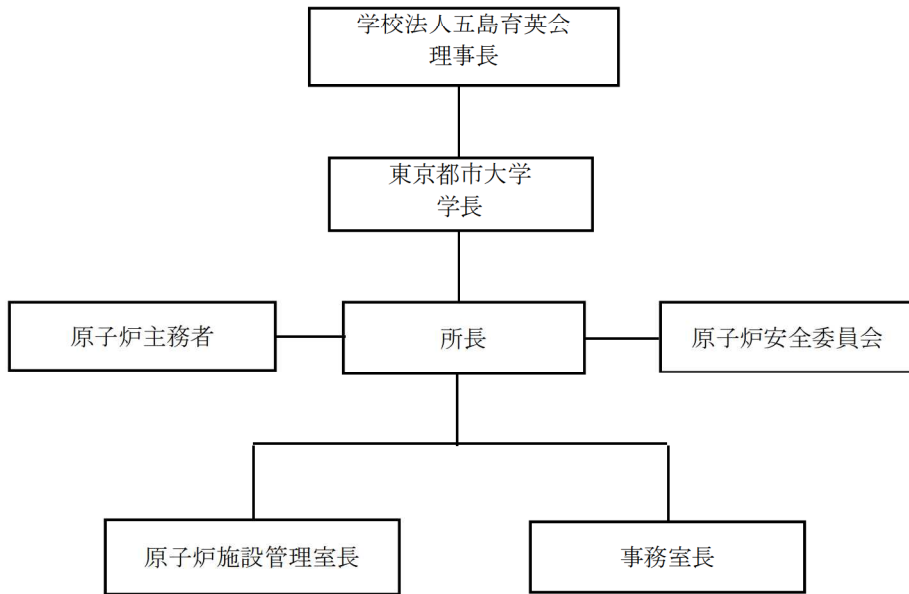 学校法人五島育英会
理事長
東京都市大学
学長
原子炉主務者
所長
原子炉安全委員会
原子炉施設管理室長
事務室長